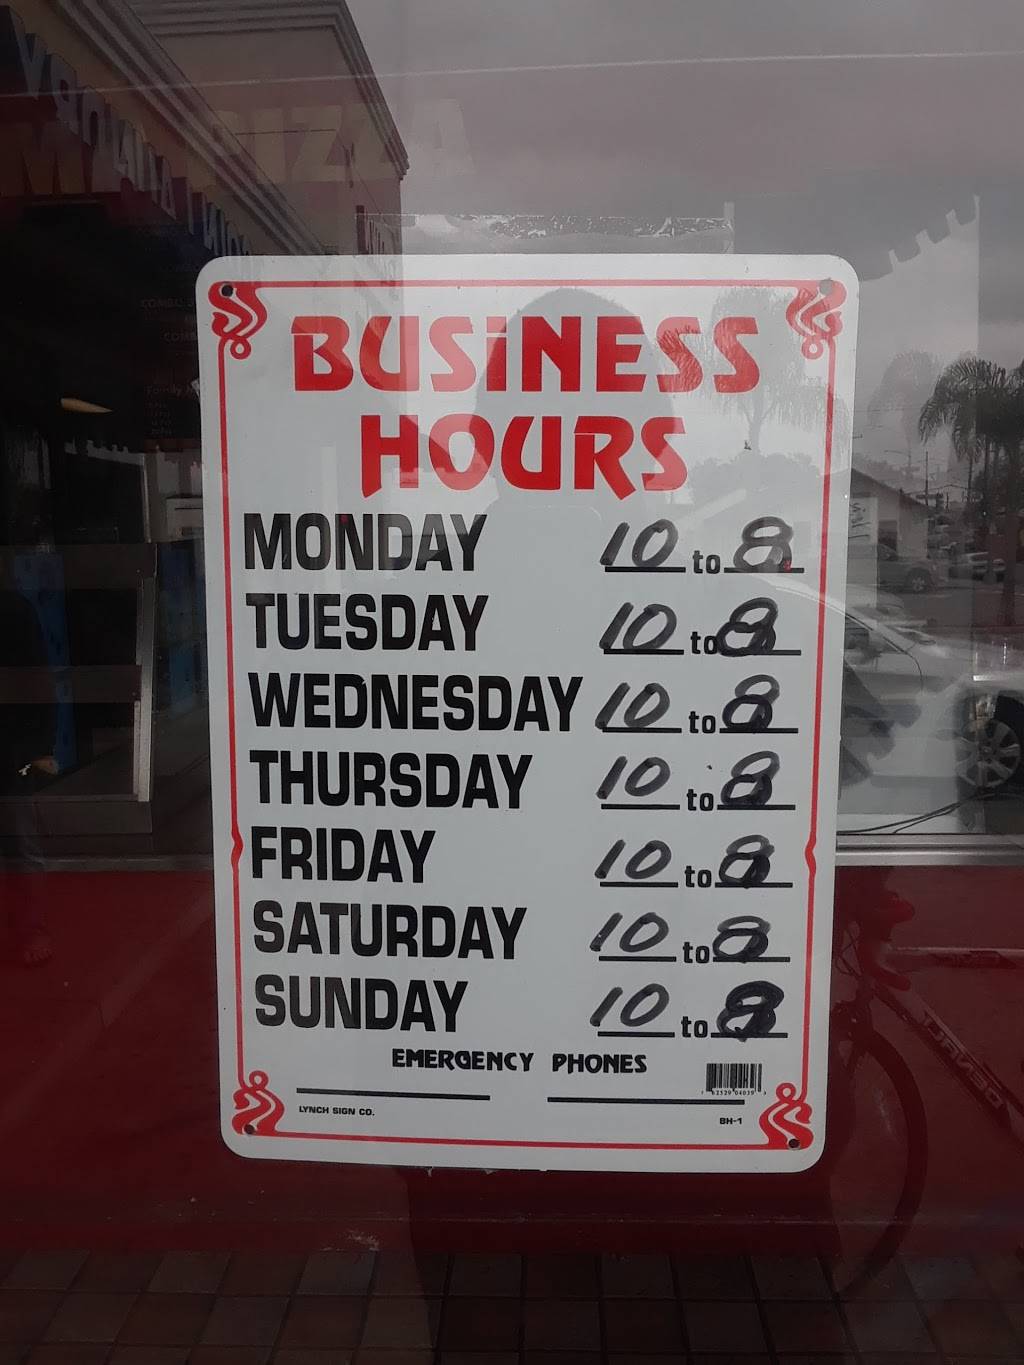 PIZZA
BUSINESS
HOURS
MONDAY 10 to 8
TUESDAY 10 to 8
WEDNESDAY 10 to 8
THURSDAY 10 to 8
FRIDAY 10 to 8
SATURDAY 10 to 8
SUNDAY 10 to 8
EMERGENCY PHONES
LYNCH SIGN CO.
BH-1